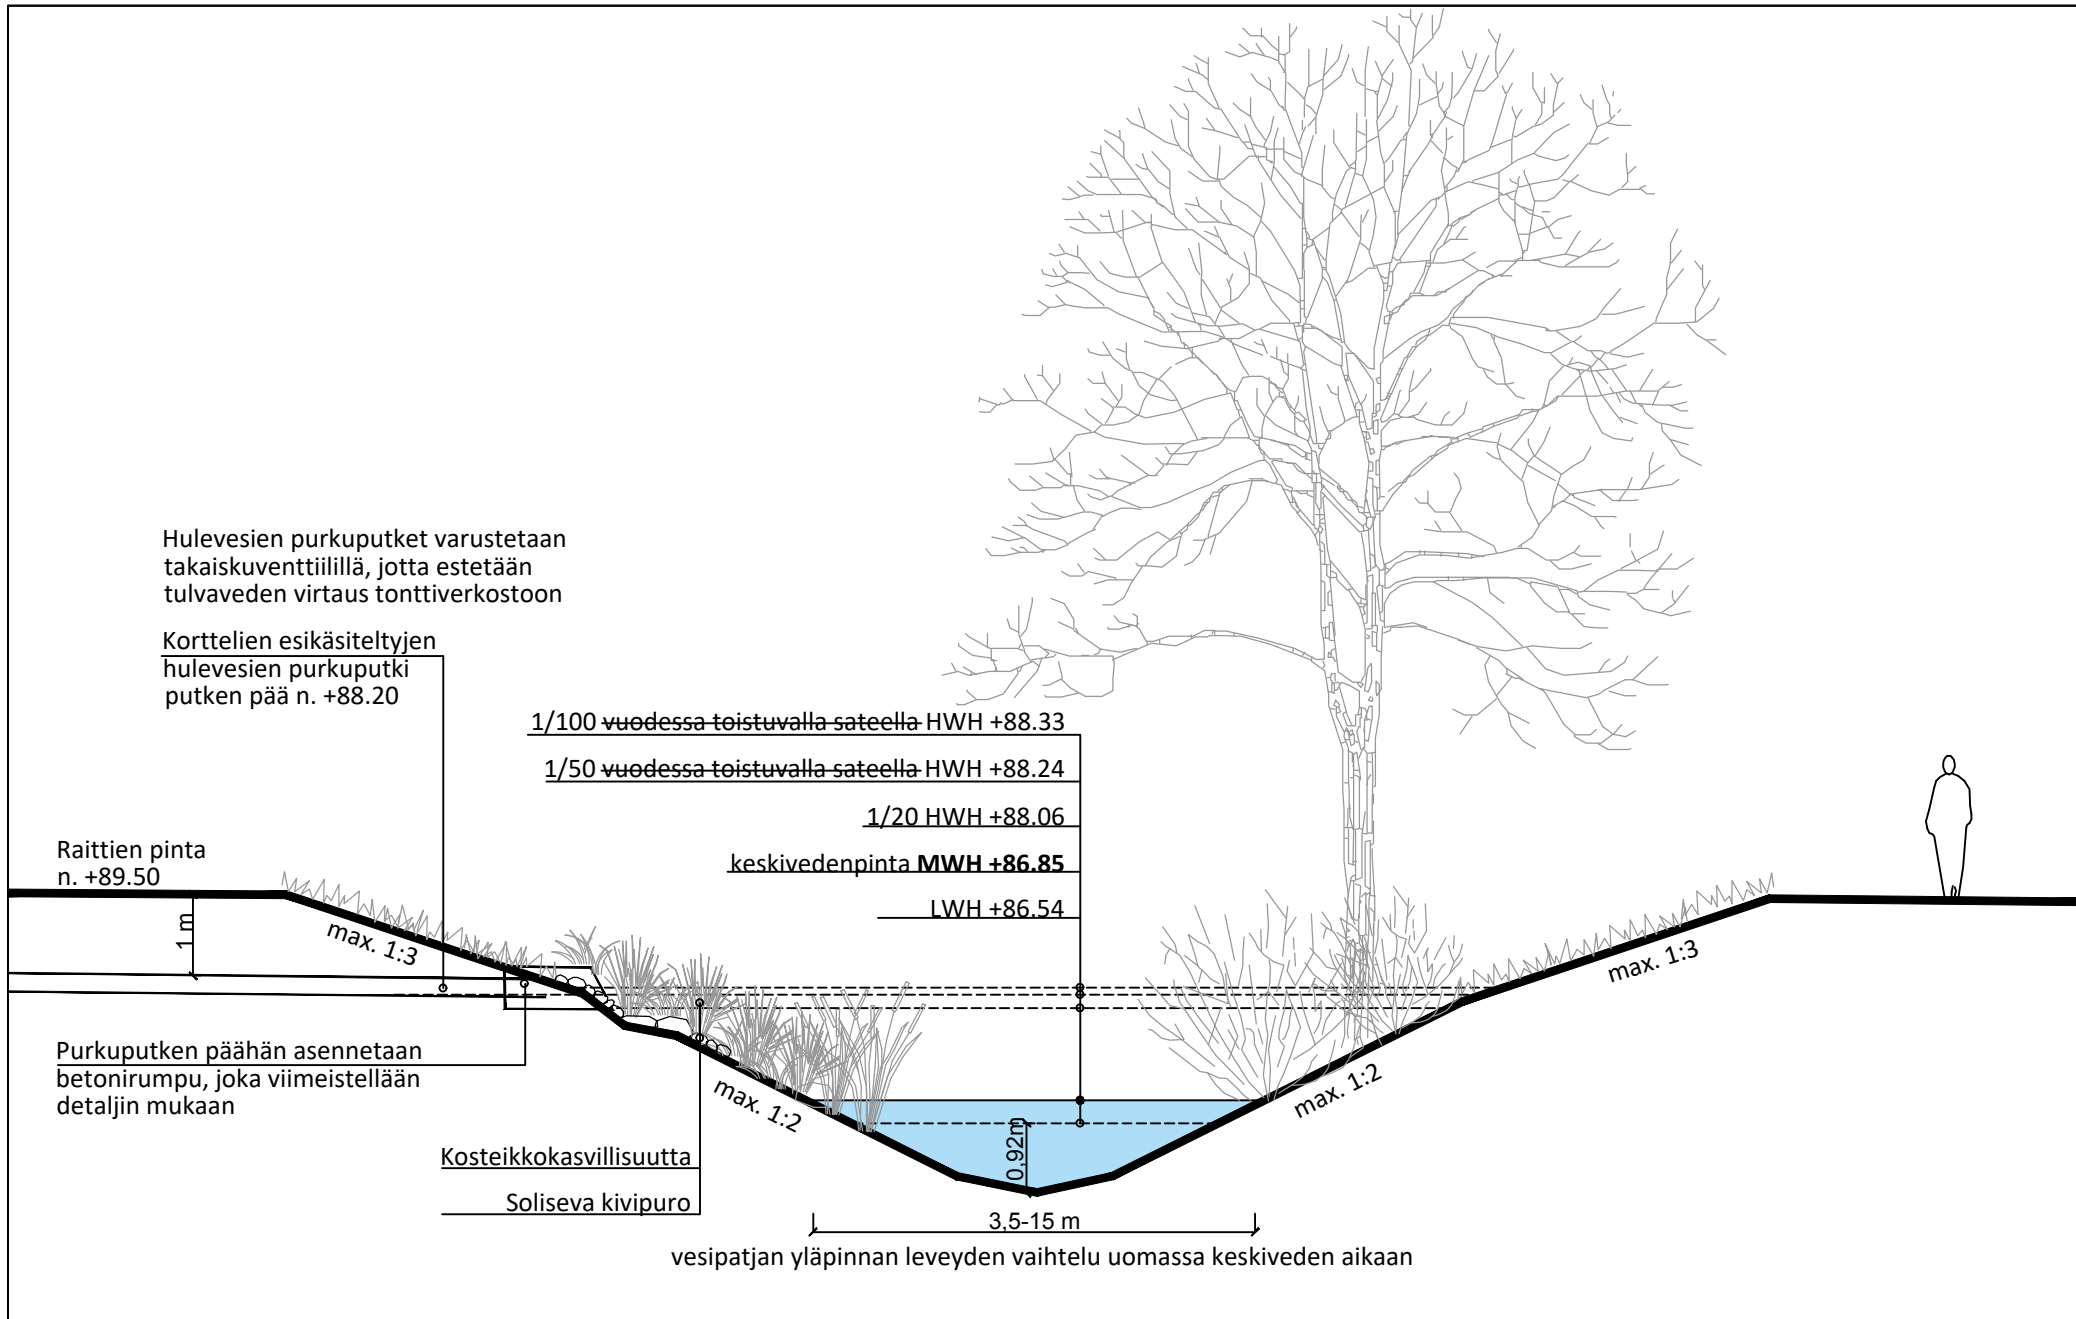 Hulevesien purkuputket varustetaan
takaiskuventtiilillä, jotta estetään
tulvaveden virtaus tonttiverkostoon
Korttelien esikäsiteltyjen
hulevesien purkuputki
putken pää n. +88.20
1/100 vuodessa toistuvalla sateella HWH +88.33
1/50 vuodessa toistuvalla sateella HWH +88.24
1/20 HWH +88.06
keskivedenpinta MWH +86.85
LWH +86.54
Raittien pinta
n. +89.50
1 m
max. 1:3
max. 1:3
Purkuputken päähän asennetaan
betonirumpu, joka viimeistellään
detaljin mukaan
max. 1:2
max. 1:2
0,92m
Kosteikkokasvillisuutta
Soliseva kivipuro
3,5-15 m
vesipatjan yläpinnan leveyden vaihtelu uomassa keskiveden aikaan